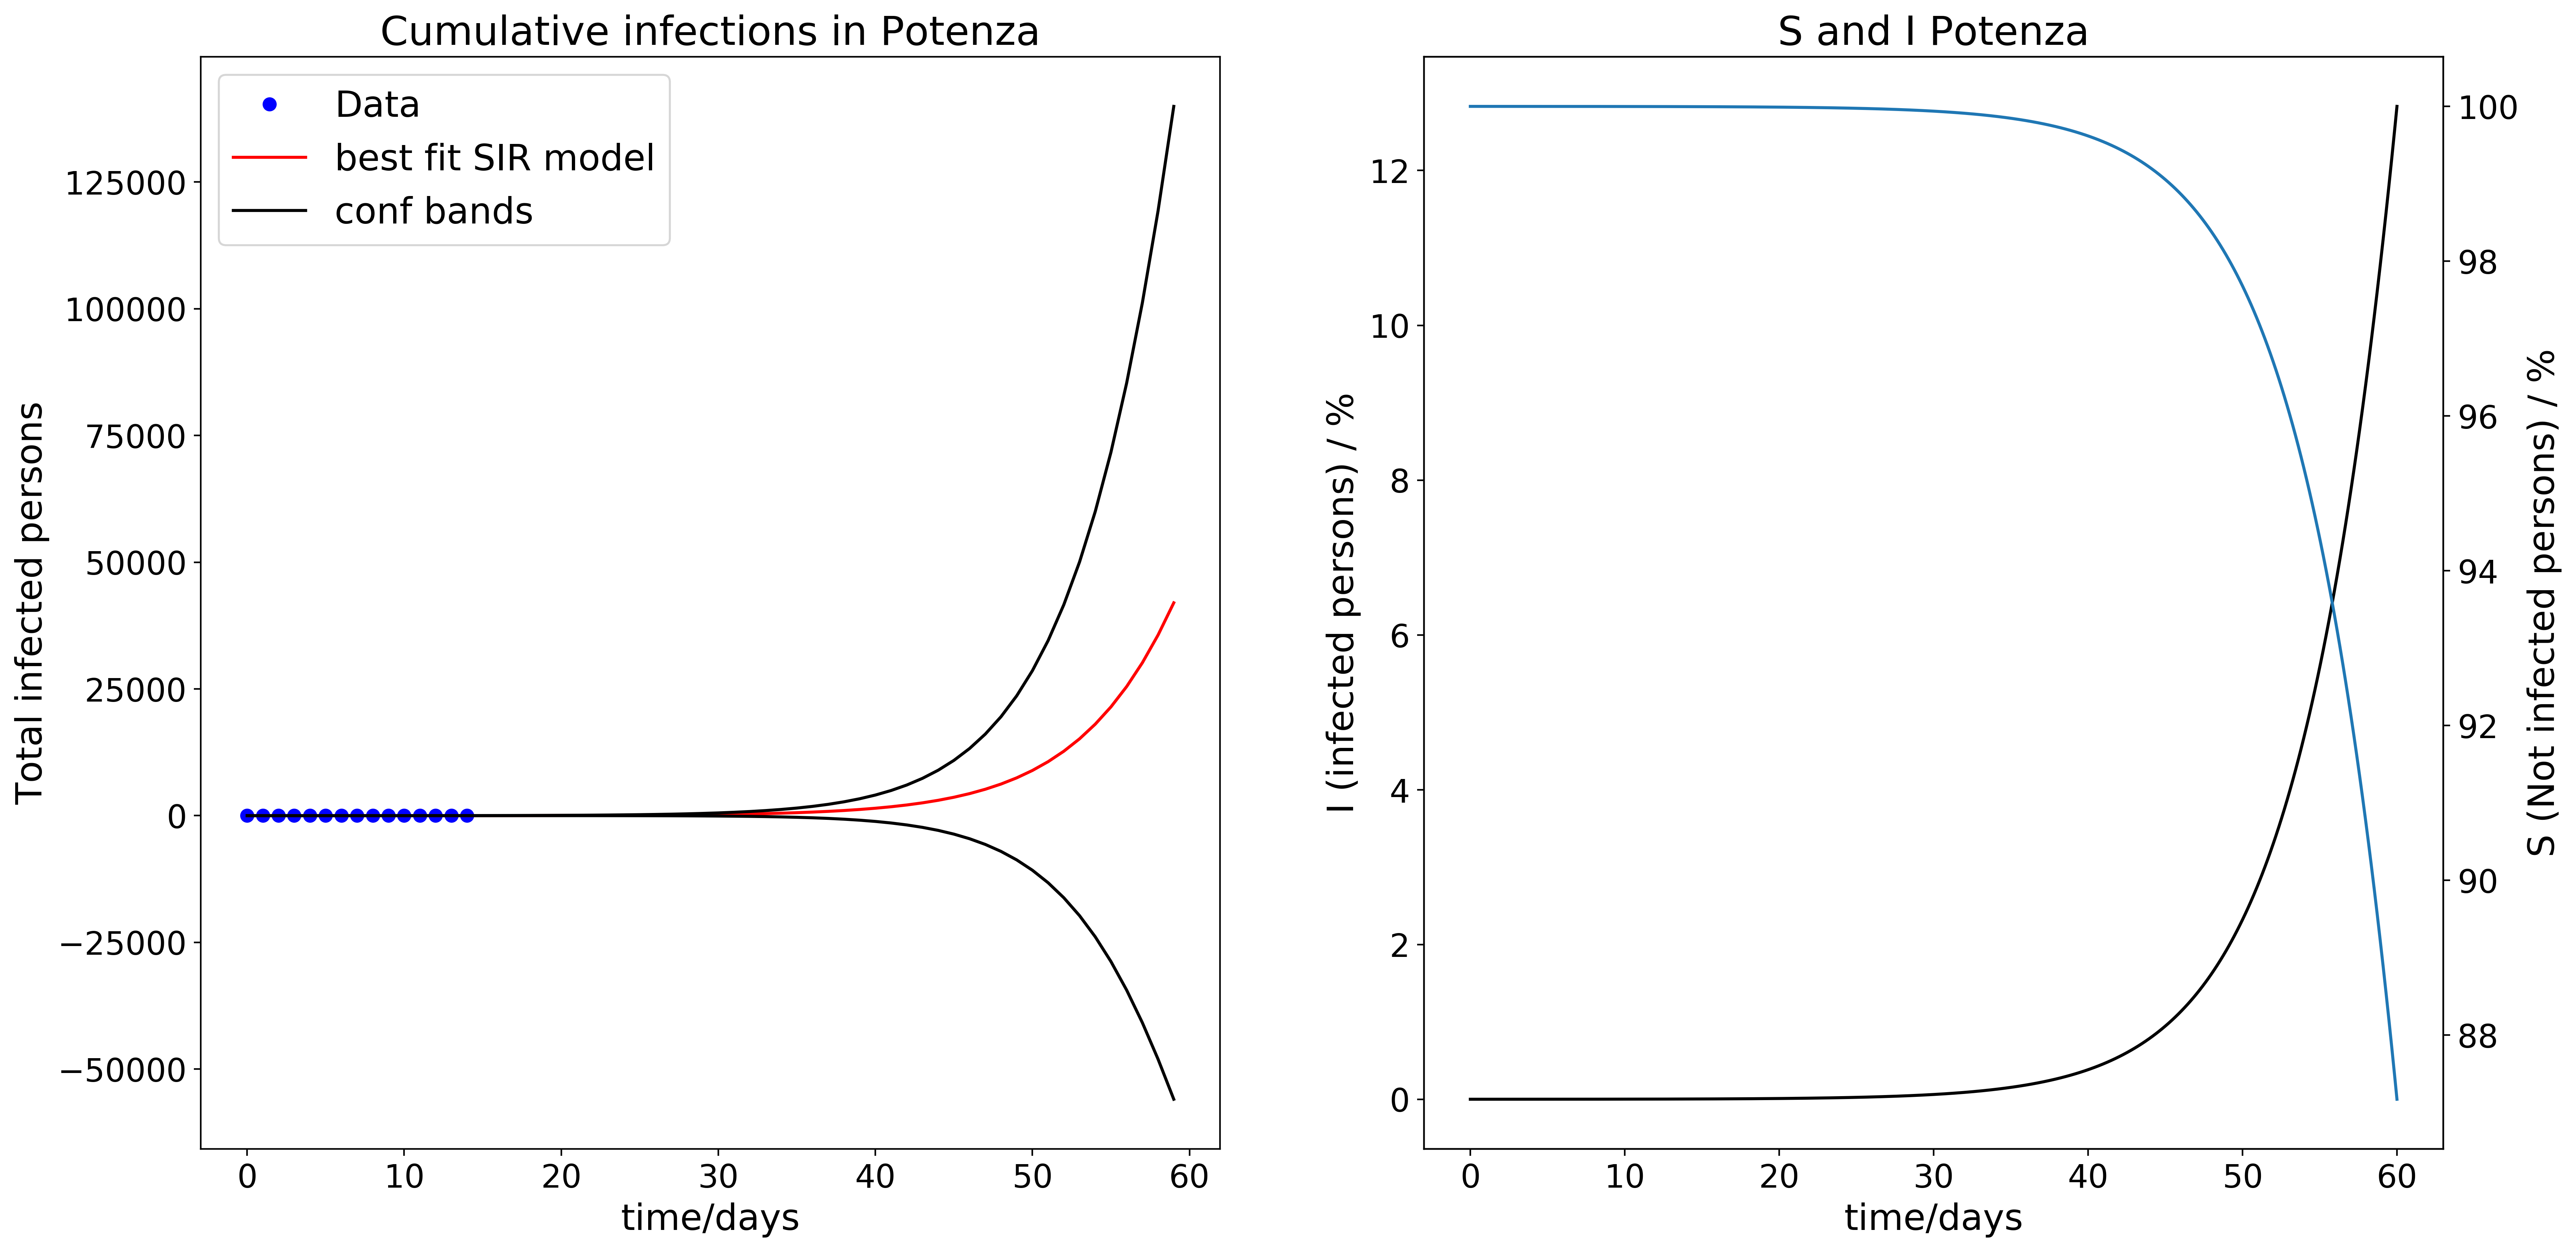 Cumulative infections in Potenza
Data
best fit SIR model
conf bands
Total infected persons
125000
100000
75000
50000
25000
0
−25000
−50000
0 10 20 30 40 50 60
time/days
S and I Potenza
I (infected persons) / %
12
10
8
6
4
2
0
100
98
96
94
92
90
88
S (Not infected persons) / %
0 10 20 30 40 50 60
time/days